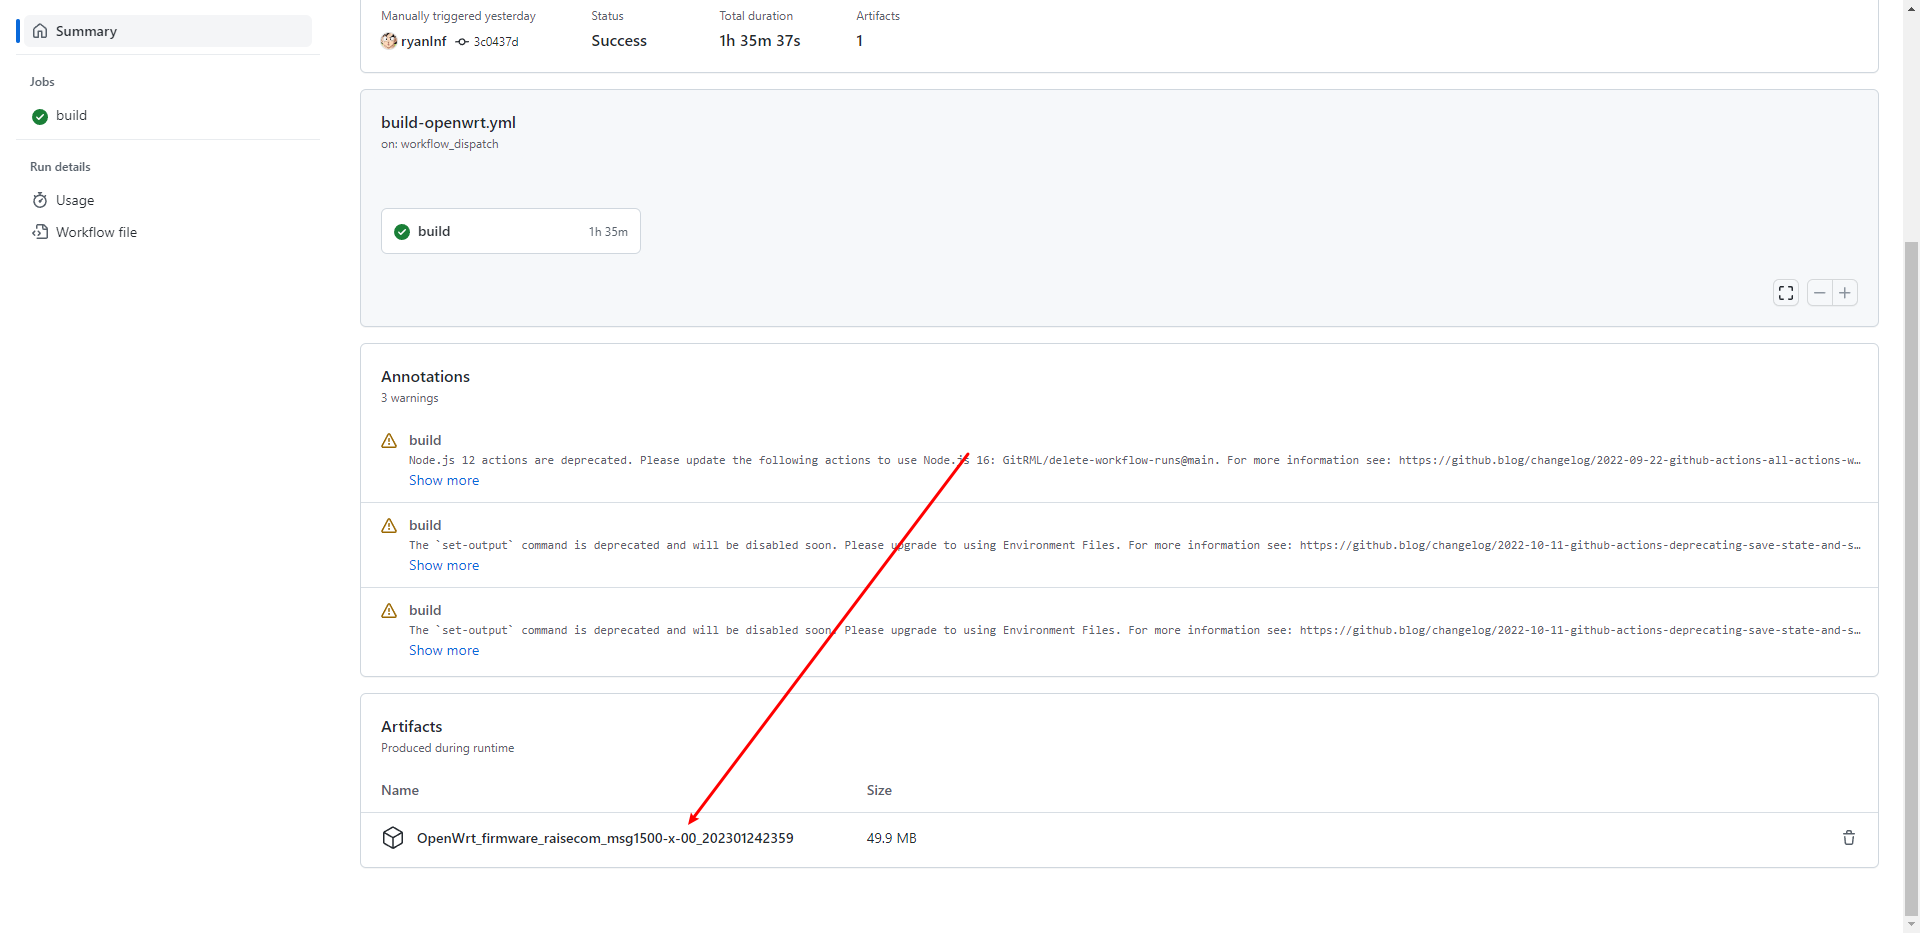 Summary
Jobs
build
Run details
Usage
Workflow file
Manually triggered yesterday
ryanlnf 3c0437d
Status
Success
Total duration
1h 35m 37s
Artifacts
1
build-openwrt.yml
on: workflow_dispatch
build 1h 35m
Annotations
3 warnings
build
Node.js 12 actions are deprecated. Please update the following actions to use Node.js 16: GitRML/delete-workflow-runs@main. For more information see: https://github.blog/changelog/2022-09-22-github-actions-all-actions-w…
Show more
build
The `set-output` command is deprecated and will be disabled soon. Please upgrade to using Environment Files. For more information see: https://github.blog/changelog/2022-10-11-github-actions-deprecating-save-state-and-s…
Show more
build
The `set-output` command is deprecated and will be disabled soon. Please upgrade to using Environment Files. For more information see: https://github.blog/changelog/2022-10-11-github-actions-deprecating-save-state-and-s…
Show more
Artifacts
Produced during runtime
Name Size
OpenWrt_firmware_raisecom_msg1500-x-00_202301242359 49.9 MB